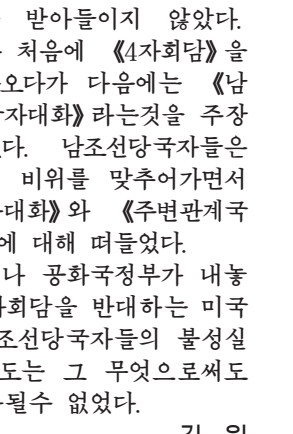 받아들이지 않았다.
처음에 《4자회담》을
오다가 다음에는 《남
자대화》라는것을 주장
다. 남조선당국자들은
비위를 맞추어가면서
대화》와 《주변관계국
에 대해 떠들었다.
나 공화국정부가 내놓
회담을 반대하는 미국
조선당국자들의 불성실
도는 그 무엇으로써도
될수 없었다.